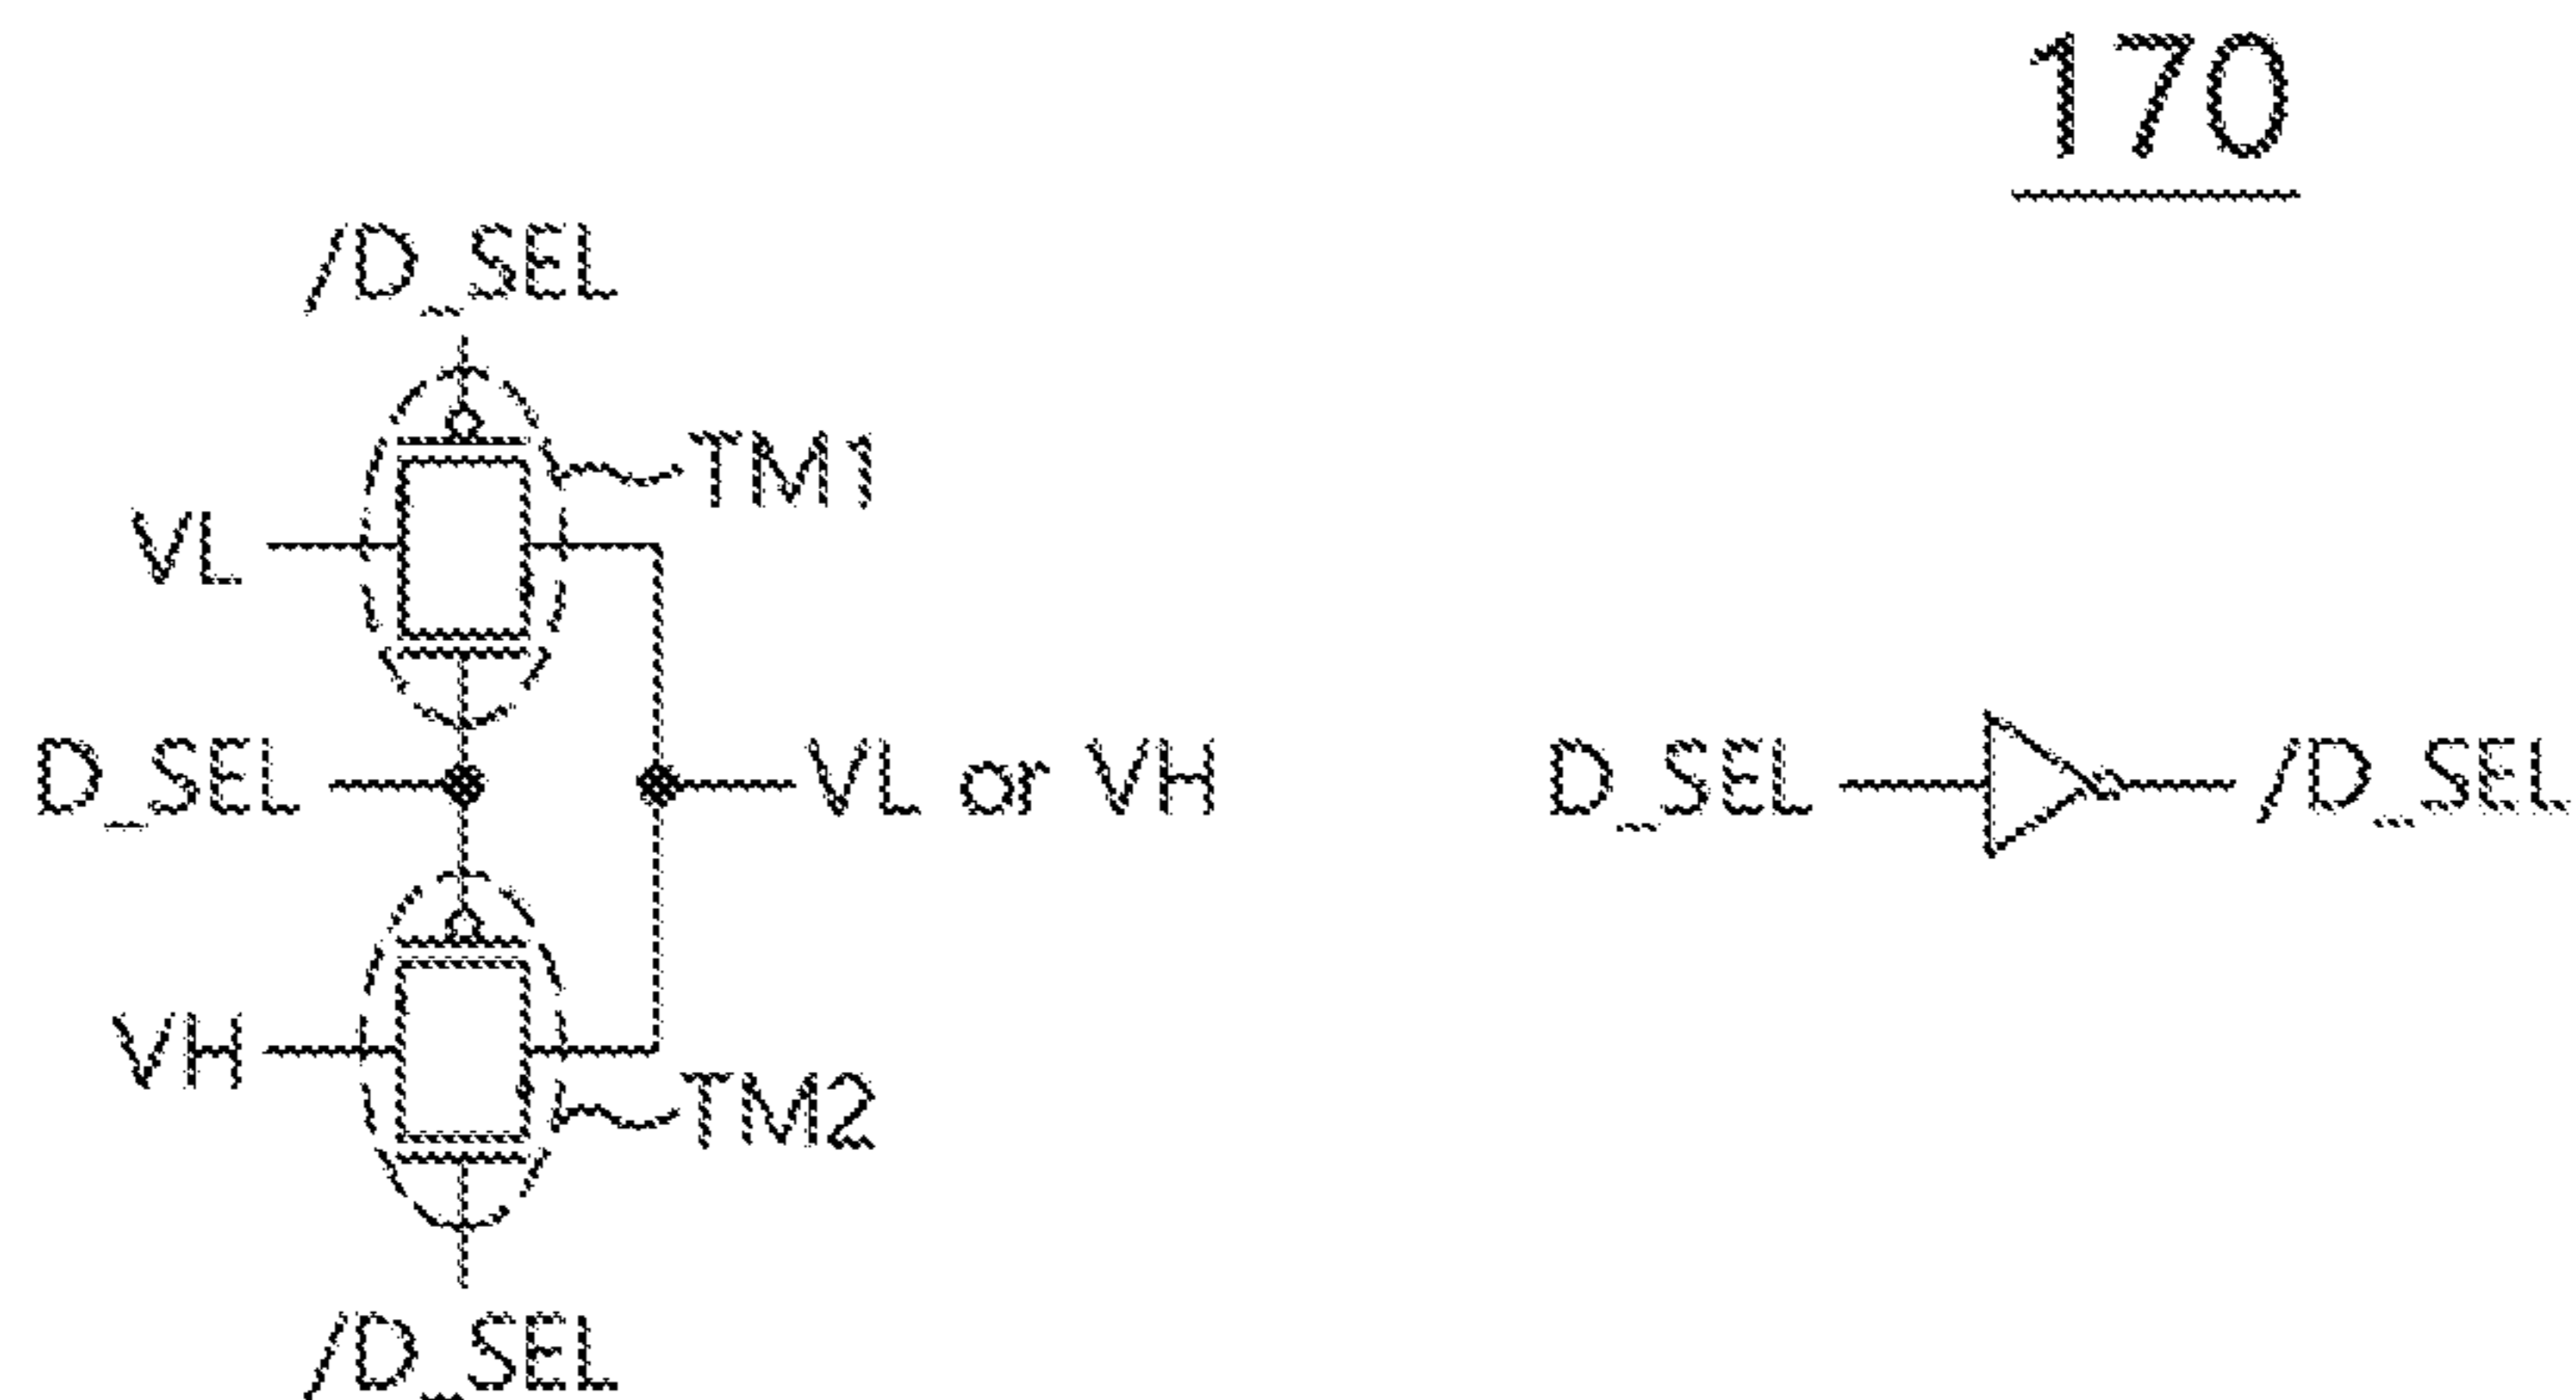 170
/D_SEL
TM1
VL
D_SEL
VL or VH
D_SEL
/D_SEL
VH
TM2
/D_SEL